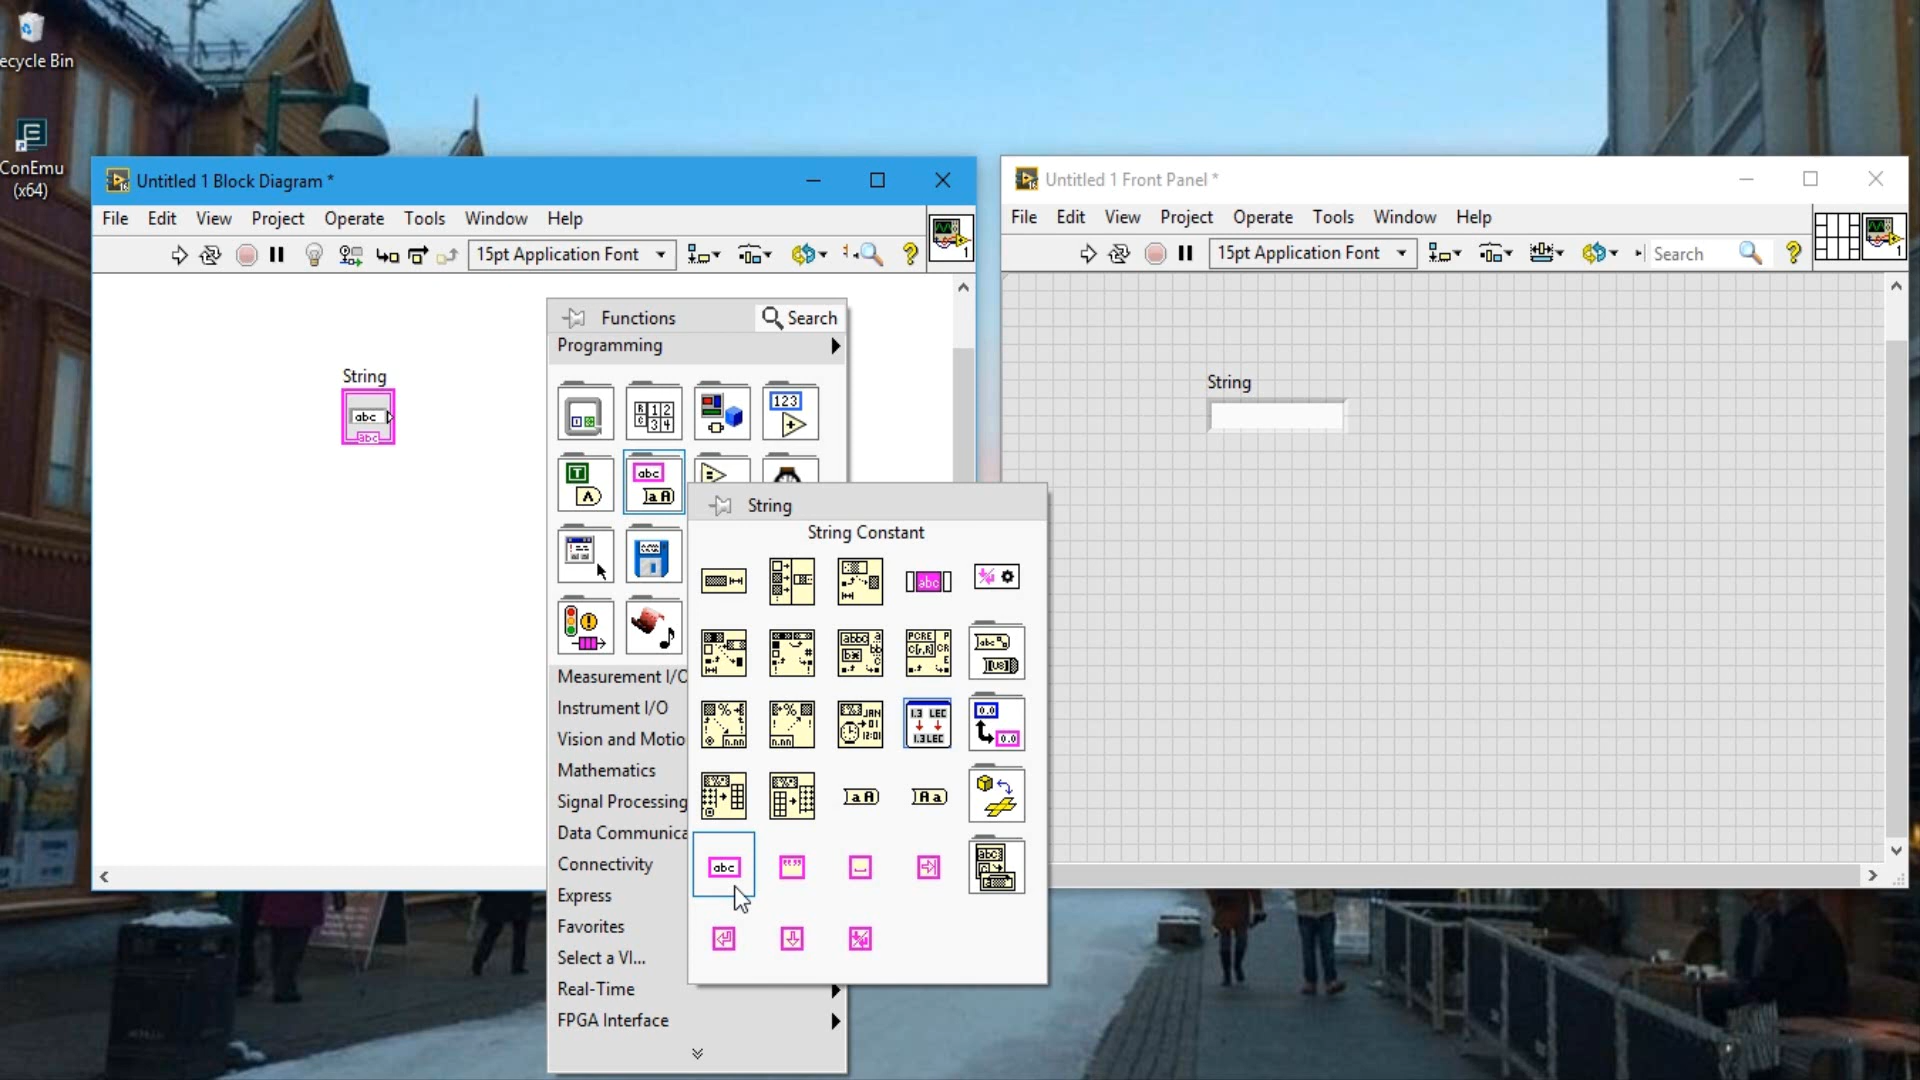 ecycle Bin
ConEmu
(x64)
Untitled 1 Block Diagram *
File Edit View Project Operate Tools Window Help
15pt Application Font
String
abc
abc
Functions
Search
Programming
123
abc
aA
Measurement I/O
Instrument I/O
Vision and Motio
Mathematics
Signal Processing
Data Communica
Connectivity
Express
Favorites
Select a VI...
Real-Time
FPGA Interface
String
String Constant
abc
abc
Untitled 1 Front Panel *
File Edit View Project Operate Tools Window Help
15pt Application Font
Search
String